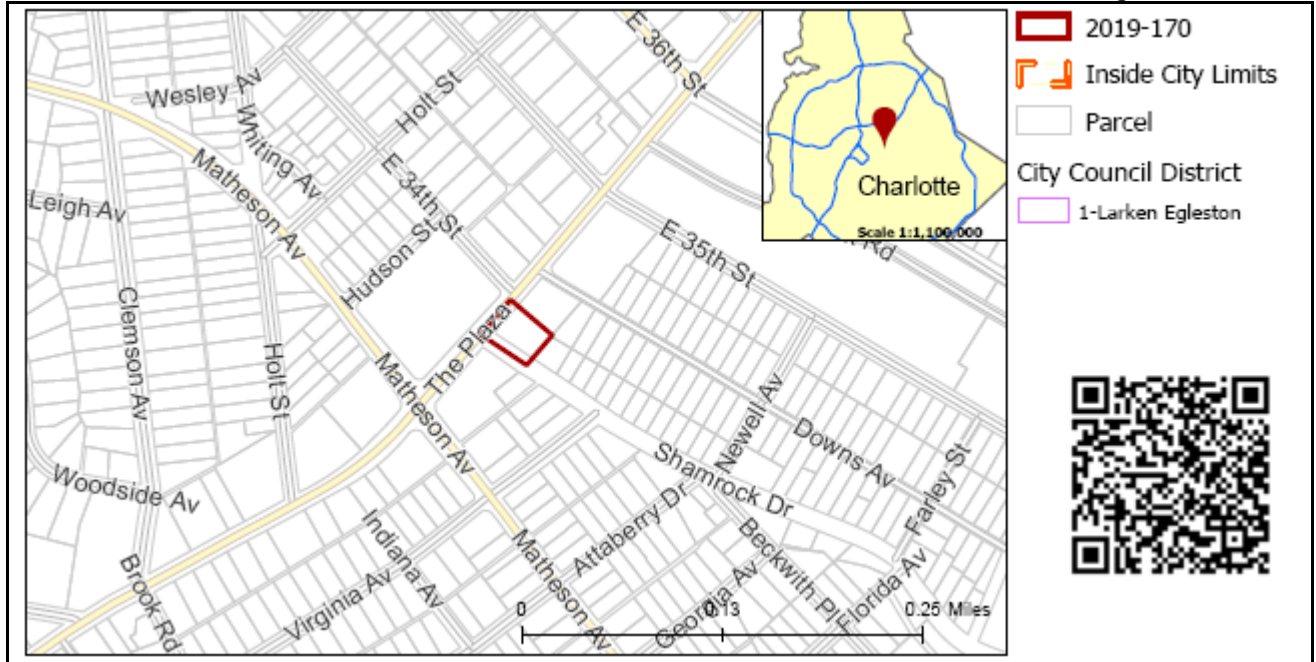 2019-170
Inside City Limits
Parcel
City Council District
1-Larken Egleston
Charlotte
Scale 1:1,100,000
E 36th St
Wesley Av
Holt St
Whiting Av
E 34th St
Matheson Av
Leigh Av
Hudson St
E 35th St
Rd
Clemson Av
Holt St
The Plaza
Matheson Av
Newell Av
Downs Av
Shamrock Dr
Farley St
Woodside Av
Indiana Av
Attaberry Dr
Matheson Av
Beckwith Pl
Brook Rd
Virginia Av
Georgia Av
Florida Av
0 0.13 0.25 Miles